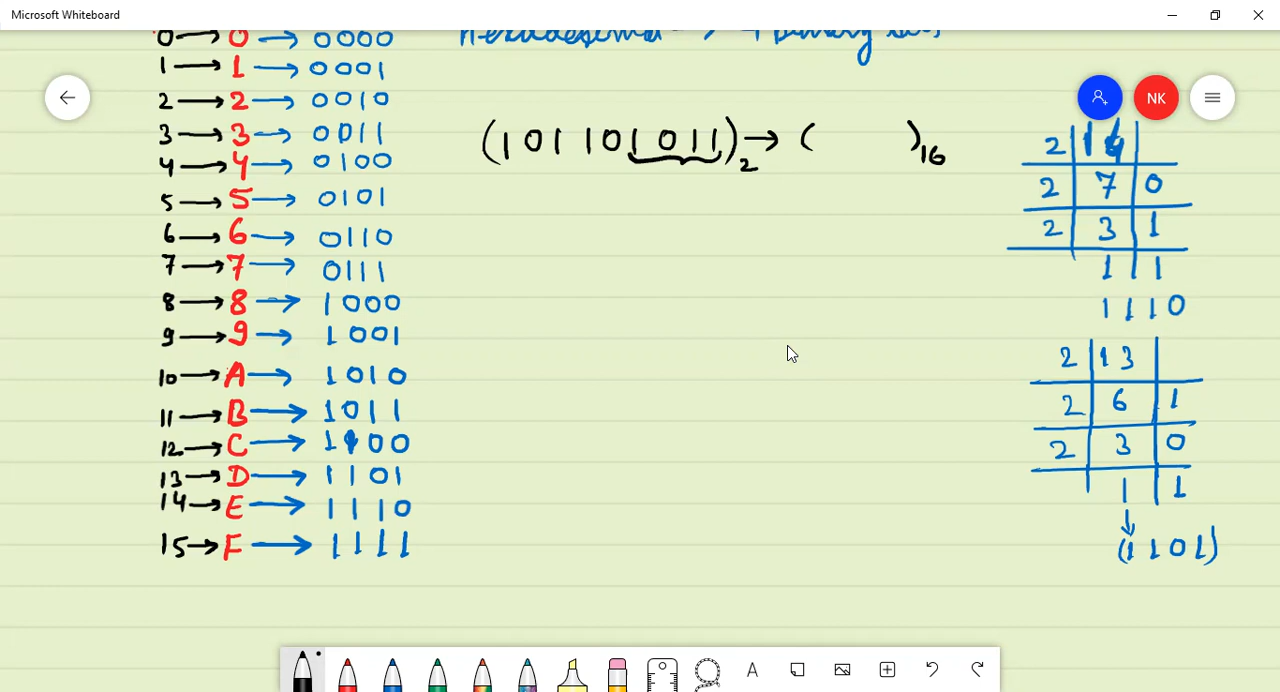 Microsoft Whiteboard
0 → 0 → 0000
1 → 1 → 0001
2 → 2 → 0010
3 → 3 → 0011
4 → 4 → 0100
5 → 5 → 0101
6 → 6 → 0110
7 → 7 → 0111
8 → 8 → 1000
9 → 9 → 1001
10 → A → 1010
11 → B → 1011
12 → C → 1100
13 → D → 1101
14 → E → 1110
15 → F → 1111
→ 4 binary
(101101011)₂ → ( )₁₆
NK
2 14
2 7 0
2 3 1
1 1
1110
2 13
2 6 1
2 3 0
1 1
↓
(1101)
A